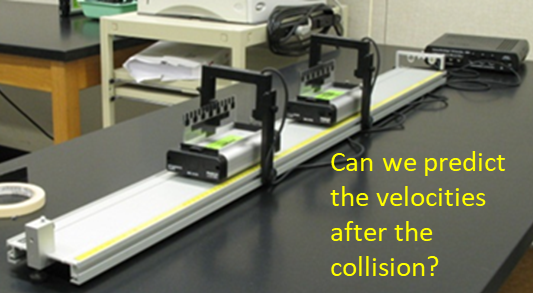 Can we predict
the velocities
after the
collision?